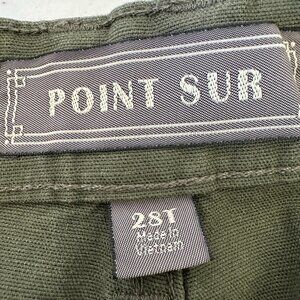 POINT SUR
28T
Made In
Vietnam